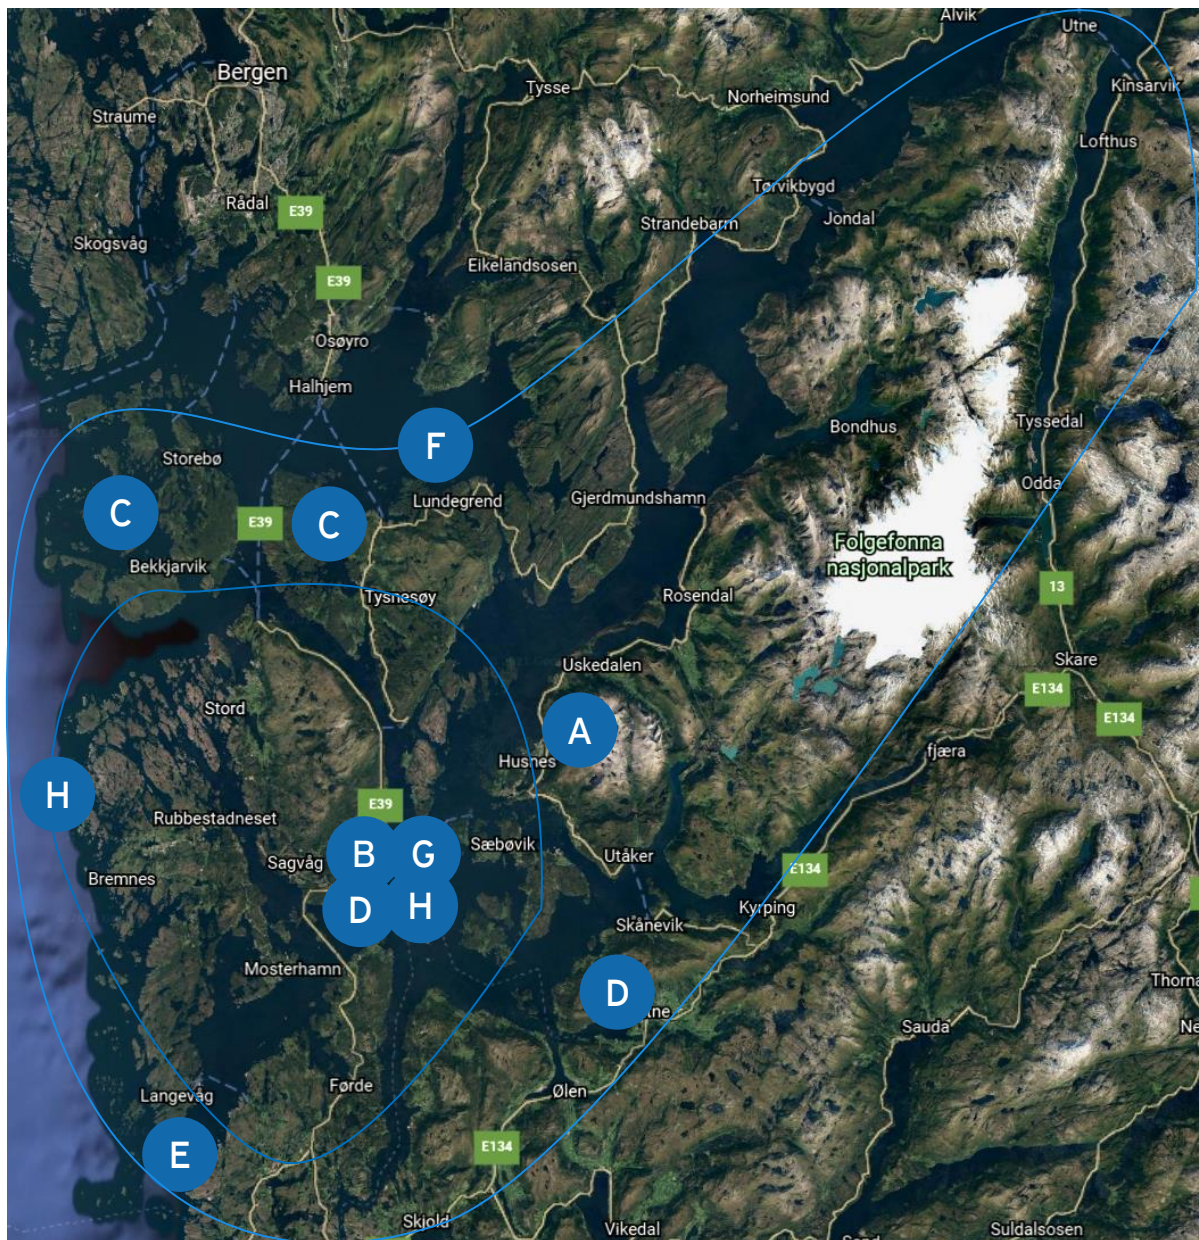 Alvik
Utne
Bergen
Tysse
Kinsarvik
Norheimsund
Straume
Lofthus
Tørvikbygd
Rådal
E39
Jondal
Strandebarm
Skogsvåg
Eikelandsosen
E39
Osøyro
Halhjem
Tyssedal
Bondhus
F
Storebø
Odda
Lundegrend
Gjerdmundshamn
C
E39
C
Folgefonna
nasjonalpark
Bekkjarvik
13
Tysnesøy
Rosendal
Skare
Uskedalen
E134
Stord
E134
A
fjæra
Husnes
H
E39
Rubbestadneset
Sæbøvik
B
G
Utåker
Sagvåg
E134
Bremnes
D
H
Kyrping
Skånevik
Mosterhamn
D
Sauda
Førde
Ølen
Langevåg
E
E134
Skjold
Vikedal
Suldalsosen